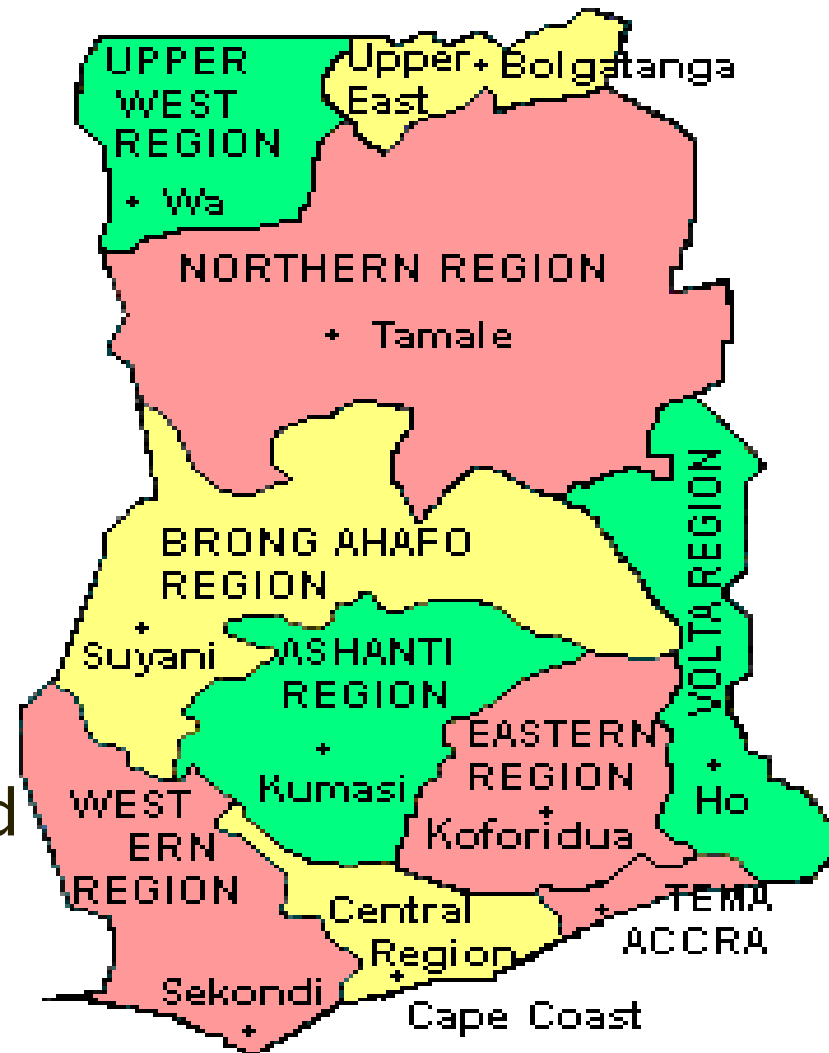 UPPER
WEST
REGION
Wa
Upper
East
Bolgatanga
NORTHERN REGION
Tamale
BRONG AHAFO
REGION
Suyani
ASHANTI
REGION
Kumasi
VOLTA REGION
Ho
EASTERN
REGION
Koforidua
d
WEST
ERN
REGION
Sekondi
Central
Region
Cape Coast
TEMA
ACCRA